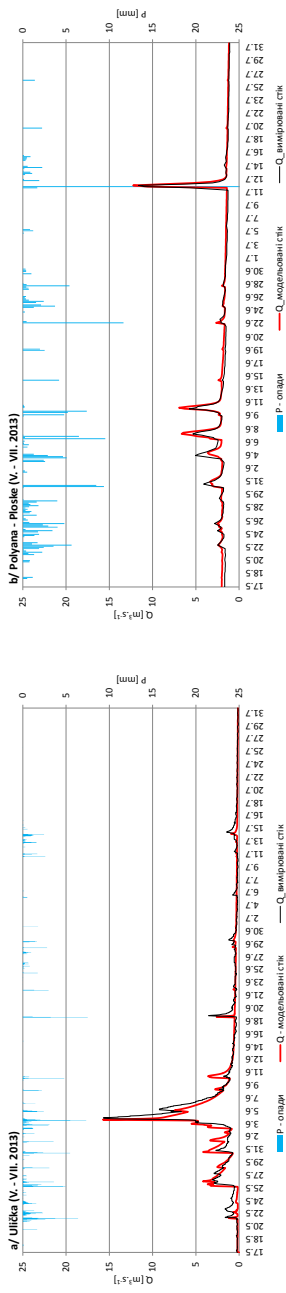 a/ Ulička (V. - VII. 2013)
Q [m³.s⁻¹]
25
20
15
10
5
0
P [mm]
0
5
10
15
20
25
17.5 18.5 20.5 22.5 24.5 25.5 27.5 29.5 31.5 2.6 3.6 5.6 7.6 9.6 11.6 12.6 14.6 16.6 18.6 20.6 21.6 23.6 25.6 27.6 29.6 30.6 2.7 4.7 6.7 7.7 9.7 11.7 13.7 15.7 16.7 18.7 20.7 22.7 24.7 25.7 27.7 29.7 31.7
P - опади Q - модельовані стік Q_вимірювані стік
b/ Polyana - Ploske (V. - VII. 2013)
Q [m³.s⁻¹]
25
20
15
10
5
0
P [mm]
0
5
10
15
20
25
17.5 18.5 20.5 22.5 24.5 26.5 28.5 29.5 31.5 2.6 4.6 6.6 8.6 9.6 11.6 13.6 15.6 17.6 19.6 20.6 22.6 24.6 26.6 28.6 30.6 1.7 3.7 5.7 7.7 9.7 11.7 12.7 14.7 16.7 18.7 20.7 22.7 23.7 25.7 27.7 29.7 31.7
P - опади Q_модельовані стік Q_вимірювані стік